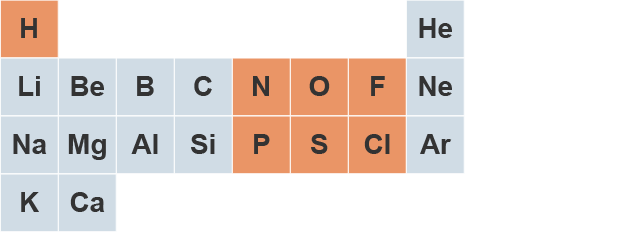 H He
Li Be B C N O F Ne
Na Mg Al Si P S Cl Ar
K Ca